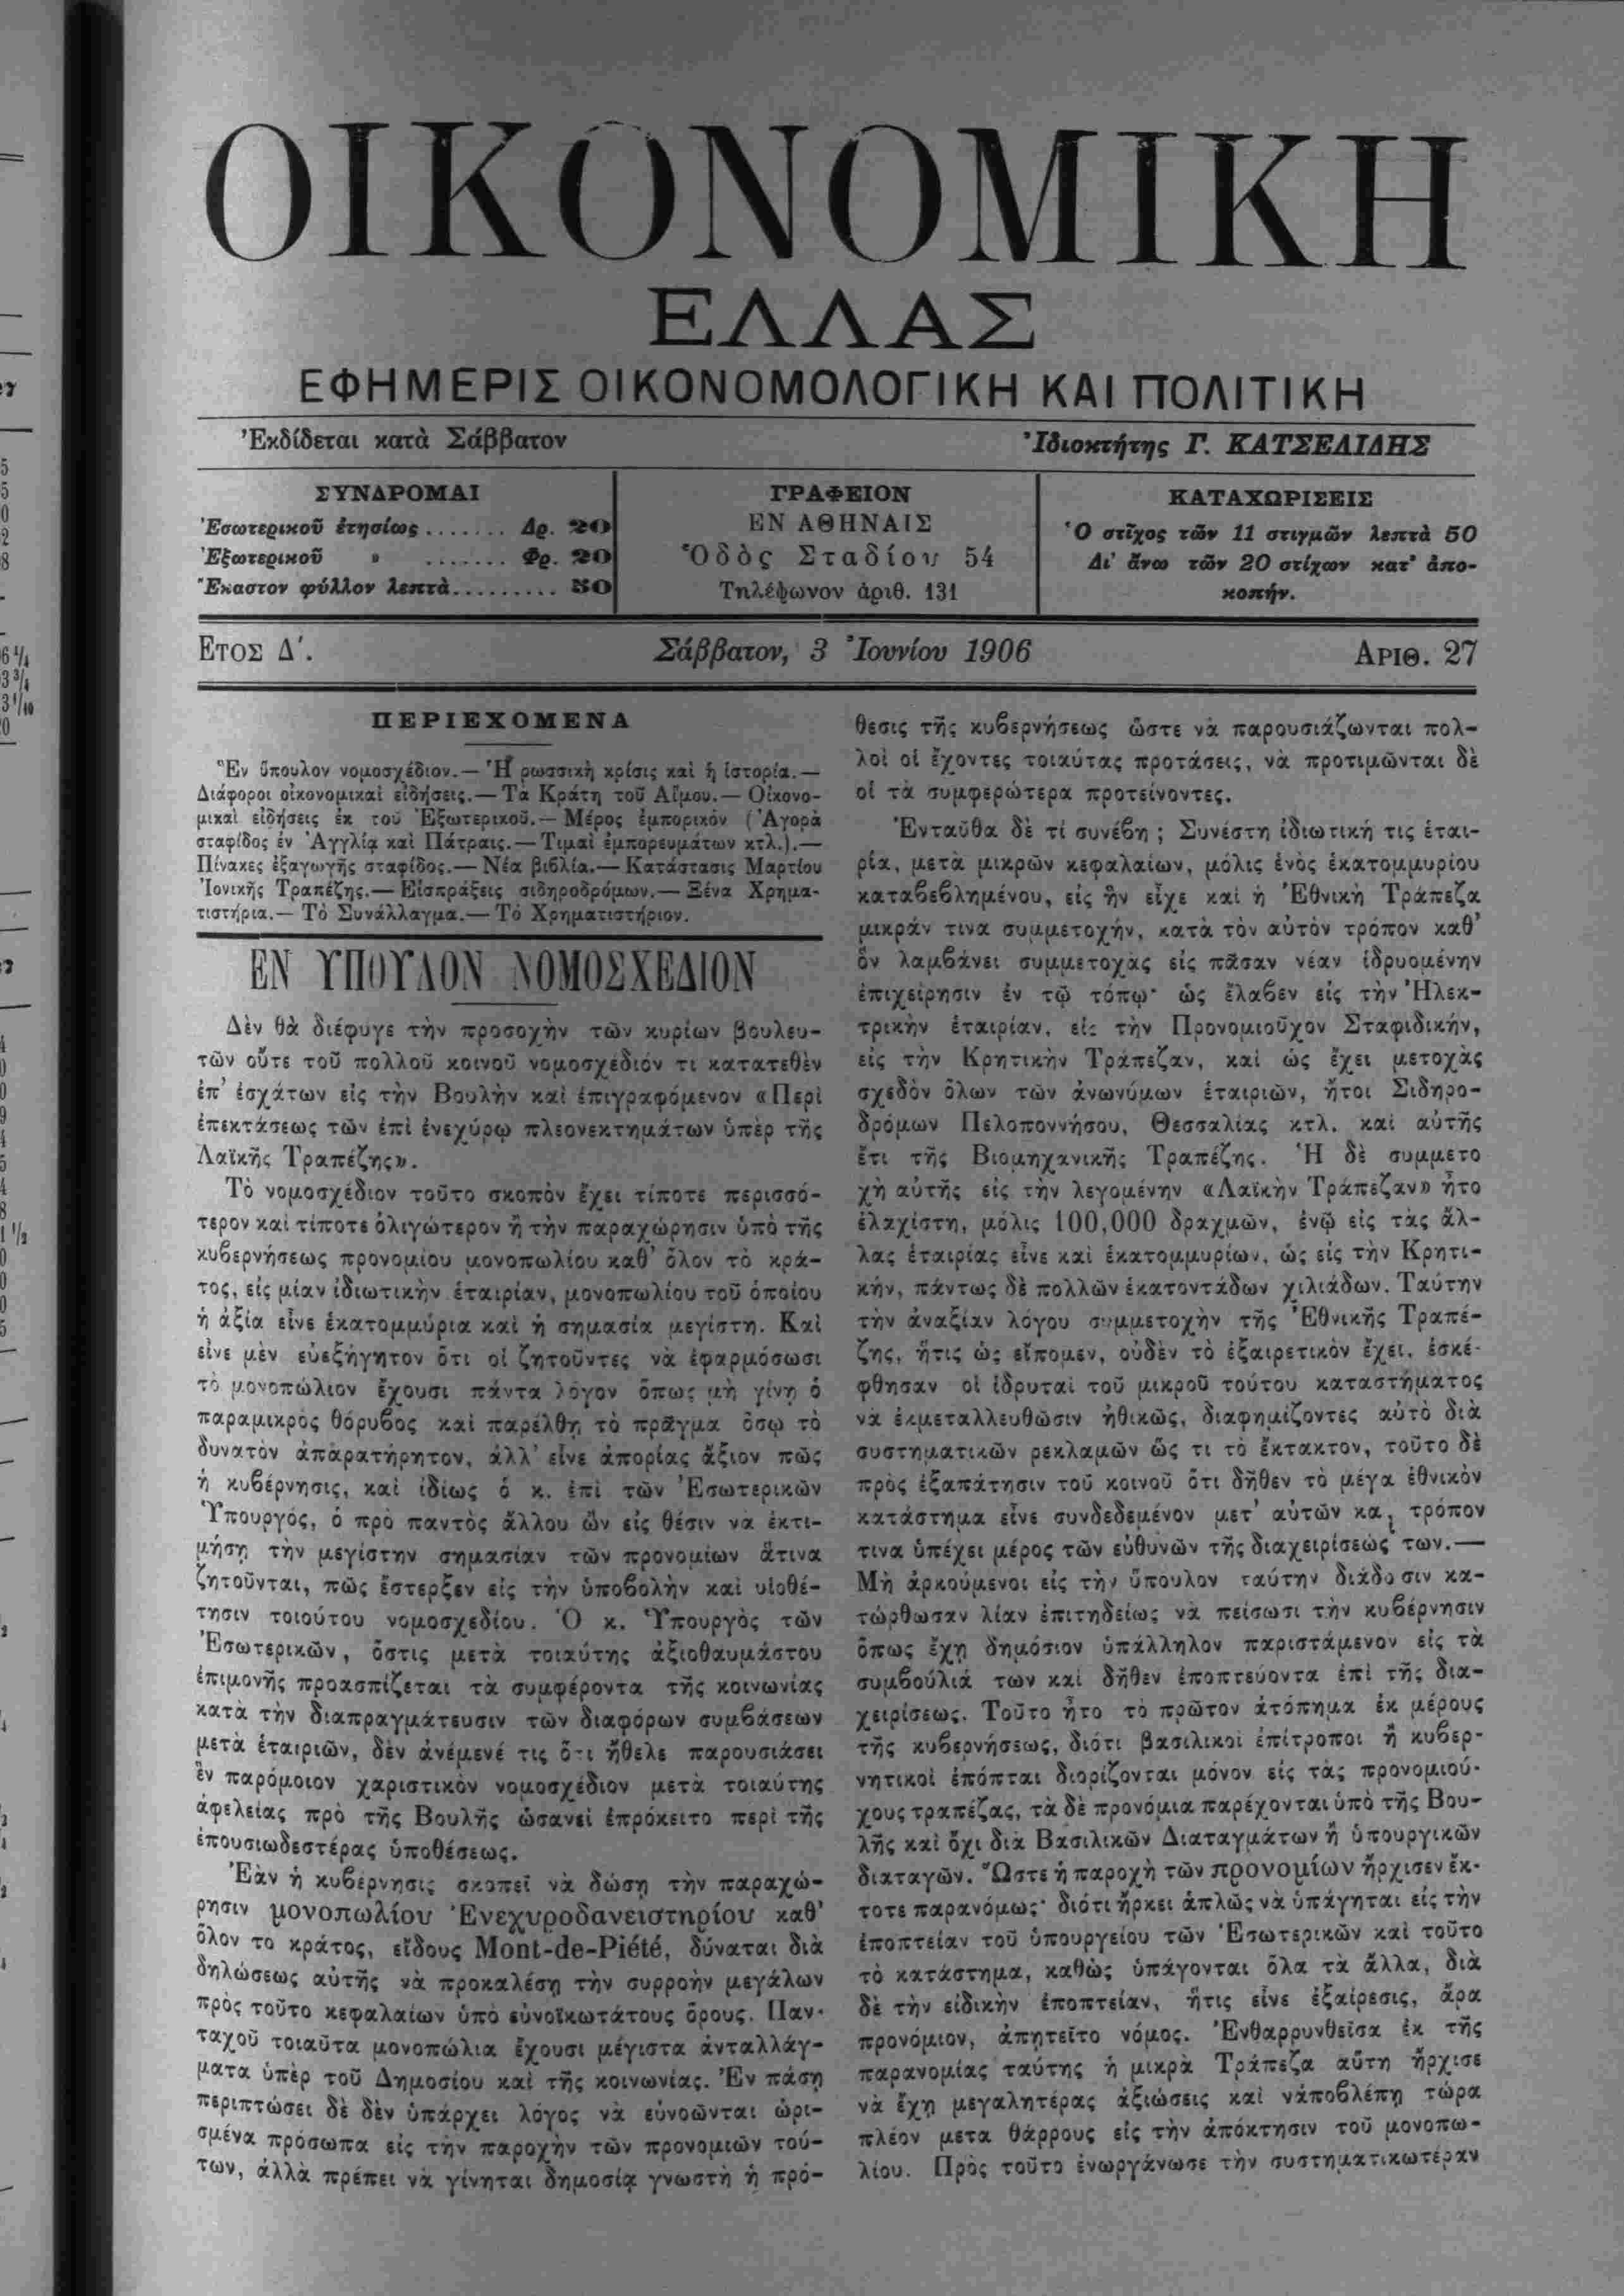 ΟΙΚΟΝΟΜΙΚΗ
ΕΛΛΑΣ
ΕΦΗΜΕΡΙΣ ΟΙΚΟΝΟΜΟΛΟΓΙΚΗ ΚΑΙ ΠΟΛΙΤΙΚΗ
Ἐκδίδεται κατὰ Σάββατον
Ἰδιοκτήτης Γ. ΚΑΤΣΕΛΙΔΗΣ
ΣΥΝΔΡΟΜΑΙ
Ἐσωτερικοῦ ἐτησίως ....... Δρ. 20
Ἐξωτερικοῦ » ....... Φρ. 20
Ἕκαστον φύλλον λεπτὰ.......... 50
ΓΡΑΦΕΙΟΝ
ΕΝ ΑΘΗΝΑΙΣ
Ὁδὸς Σταδίου 54
Τηλέφωνον ἀριθ. 131
ΚΑΤΑΧΩΡΙΣΕΙΣ
Ὁ στῖχος τῶν 11 στιγμῶν λεπτὰ 50
Δι' ἄνω τῶν 20 στίχων κατ' ἀπο-
κοπήν.
ΕΤΟΣ Δ'.
Σάββατον, 3 Ἰουνίου 1906
ΑΡΙΘ. 27
ΠΕΡΙΕΧΟΜΕΝΑ
Ἓν ὕπουλον νομοσχέδιον.— Ἡ ρωσσικὴ κρίσις καὶ ἡ ἱστορία.—
Διάφοροι οἰκονομικαὶ εἰδήσεις.— Τὰ Κράτη τοῦ Αἵμου.— Οἰκονο-
μικαὶ εἰδήσεις ἐκ τοῦ Ἐξωτερικοῦ.— Μέρος ἐμπορικόν (Ἀγορὰ
σταφίδος ἐν Ἀγγλίᾳ καὶ Πάτραις.— Τιμαὶ ἐμπορευμάτων κτλ.).—
Πίνακες ἐξαγωγῆς σταφίδος.— Νέα βιβλία.— Κατάστασις Μαρτίου
Ἰονικῆς Τραπέζης.— Εἰσπράξεις σιδηροδρόμων.— Ξένα Χρημα-
τιστήρια.— Τὸ Συνάλλαγμα.— Τὸ Χρηματιστήριον.
ΕΝ ΥΠΟΥΛΟΝ ΝΟΜΟΣΧΕΔΙΟΝ
Δὲν θὰ διέφυγε τὴν προσοχὴν τῶν κυρίων βουλευ-
τῶν οὔτε τοῦ πολλοῦ κοινοῦ νομοσχέδιόν τι κατατεθὲν
ἐπ' ἐσχάτων εἰς τὴν Βουλὴν καὶ ἐπιγραφόμενον «Περὶ
ἐπεκτάσεως τῶν ἐπὶ ἐνεχύρῳ πλεονεκτημάτων ὑπὲρ τῆς
Λαϊκῆς Τραπέζης».
Τὸ νομοσχέδιον τοῦτο σκοπὸν ἔχει τίποτε περισσό-
τερον καὶ τίποτε ὀλιγώτερον ἢ τὴν παραχώρησιν ὑπὸ τῆς
κυβερνήσεως προνομίου μονοπωλίου καθ' ὅλον τὸ κρά-
τος, εἰς μίαν ἰδιωτικὴν ἑταιρίαν, μονοπωλίου τοῦ ὁποίου
ἡ ἀξία εἶνε ἑκατομμύρια καὶ ἡ σημασία μεγίστη. Καὶ
εἶνε μὲν εὐεξήγητον ὅτι οἱ ζητοῦντες νὰ ἐφαρμόσωσι
τὸ μονοπώλιον ἔχουσι πάντα λόγον ὅπως μὴ γίνῃ ὁ
παραμικρὸς θόρυβος καὶ παρέλθῃ τὸ πρᾶγμα ὅσῳ τὸ
δυνατὸν ἀπαρατήρητον, ἀλλ' εἶνε ἀπορίας ἄξιον πῶς
ἡ κυβέρνησις, καὶ ἰδίως ὁ κ. ἐπὶ τῶν Ἐσωτερικῶν
Ὑπουργός, ὁ πρὸ παντὸς ἄλλου ὢν εἰς θέσιν νὰ ἐκτι-
μήσῃ τὴν μεγίστην σημασίαν τῶν προνομίων ἅτινα
ζητοῦνται, πῶς ἔστερξεν εἰς τὴν ὑποβολὴν καὶ υἱοθέ-
τησιν τοιούτου νομοσχεδίου. Ὁ κ. Ὑπουργὸς τῶν
Ἐσωτερικῶν, ὅστις μετὰ τοιαύτης ἀξιοθαυμάστου
ἐπιμονῆς προασπίζεται τὰ συμφέροντα τῆς κοινωνίας
κατὰ τὴν διαπραγμάτευσιν τῶν διαφόρων συμβάσεων
μετὰ ἑταιριῶν, δὲν ἀνέμενέ τις ὅτι ἤθελε παρουσιάσει
ἓν παρόμοιον χαριστικὸν νομοσχέδιον μετὰ τοιαύτης
ἀφελείας πρὸ τῆς Βουλῆς ὡσανεὶ ἐπρόκειτο περὶ τῆς
ἐπουσιωδεστέρας ὑποθέσεως.
Ἐὰν ἡ κυβέρνησις σκοπεῖ νὰ δώσῃ τὴν παραχώ-
ρησιν μονοπωλίου Ἐνεχυροδανειστηρίου καθ'
ὅλον το κράτος, εἴδους Mont-de-Piété, δύναται διὰ
δηλώσεως αὐτῆς νὰ προκαλέσῃ τὴν συρροὴν μεγάλων
πρὸς τοῦτο κεφαλαίων ὑπὸ εὐνοϊκωτάτους ὅρους. Παν-
ταχοῦ τοιαῦτα μονοπώλια ἔχουσι μέγιστα ἀνταλλάγ-
ματα ὑπὲρ τοῦ Δημοσίου καὶ τῆς κοινωνίας. Ἐν πάσῃ
περιπτώσει δὲ δὲν ὑπάρχει λόγος νὰ εὐνοῶνται ὡρι-
σμένα πρόσωπα εἰς τὴν παροχὴν τῶν προνομιῶν τού-
των, ἀλλὰ πρέπει νὰ γίνηται δημοσίᾳ γνωστὴ ἡ πρό-
θεσις τῆς κυβερνήσεως ὥστε νὰ παρουσιάζωνται πολ-
λοὶ οἱ ἔχοντες τοιαύτας προτάσεις, νὰ προτιμῶνται δὲ
οἱ τὰ συμφερώτερα προτείνοντες.
Ἐνταῦθα δὲ τί συνέβη; Συνέστη ἰδιωτική τις ἑται-
ρία, μετὰ μικρῶν κεφαλαίων, μόλις ἑνὸς ἑκατομμυρίου
καταβεβλημένου, εἰς ἣν εἶχε καὶ ἡ Ἐθνικὴ Τράπεζα
μικράν τινα συμμετοχήν, κατὰ τὸν αὐτὸν τρόπον καθ'
ὃν λαμβάνει συμμετοχὰς εἰς πᾶσαν νέαν ἱδρυομένην
ἐπιχείρησιν ἐν τῷ τόπῳ· ὡς ἔλαβεν εἰς τὴν Ἠλεκ-
τρικὴν ἑταιρίαν, εἰς τὴν Προνομιοῦχον Σταφιδικήν,
εἰς τὴν Κρητικὴν Τράπεζαν, καὶ ὡς ἔχει μετοχὰς
σχεδὸν ὅλων τῶν ἀνωνύμων ἑταιριῶν, ἤτοι Σιδηρο-
δρόμων Πελοποννήσου, Θεσσαλίας κτλ. καὶ αὐτῆς
ἔτι τῆς Βιομηχανικῆς Τραπέζης. Ἡ δὲ συμμετο
χὴ αὐτῆς εἰς τὴν λεγομένην «Λαϊκὴν Τράπεζαν» ἦτο
ἐλαχίστη, μόλις 100,000 δραχμῶν, ἐνῷ εἰς τὰς ἄλ-
λας ἑταιρίας εἶνε καὶ ἑκατομμυρίων, ὡς εἰς τὴν Κρητι-
κήν, πάντως δὲ πολλῶν ἑκατοντάδων χιλιάδων. Ταύτην
τὴν ἀναξίαν λόγου συμμετοχὴν τῆς Ἐθνικῆς Τραπέ-
ζης, ἥτις ὡς εἴπομεν, οὐδὲν τὸ ἐξαιρετικὸν ἔχει, ἐσκέ-
φθησαν οἱ ἱδρυταὶ τοῦ μικροῦ τούτου καταστήματος
νὰ ἐκμεταλλευθῶσιν ἠθικῶς, διαφημίζοντες αὐτὸ διὰ
συστηματικῶν ρεκλαμῶν ὥς τι τὸ ἔκτακτον, τοῦτο δὲ
πρὸς ἐξαπάτησιν τοῦ κοινοῦ ὅτι δῆθεν τὸ μέγα ἐθνικὸν
κατάστημα εἶνε συνδεδεμένον μετ' αὐτῶν κα; τρόπον
τινα ὑπέχει μέρος τῶν εὐθυνῶν τῆς διαχειρίσεώς των.—
Μὴ ἀρκούμενοι εἰς τὴν ὕπουλον ταύτην διάδοσιν κα-
τώρθωσαν λίαν ἐπιτηδείως νὰ πείσωσι τὴν κυβέρνησιν
ὅπως ἔχῃ δημόσιον ὑπάλληλον παριστάμενον εἰς τὰ
συμβούλιά των καὶ δῆθεν ἐποπτεύοντα ἐπὶ τῆς δια-
χειρίσεως. Τοῦτο ἦτο τὸ πρῶτον ἀτόπημα ἐκ μέρους
τῆς κυβερνήσεως, διότι βασιλικοὶ ἐπίτροποι ἢ κυβερ-
νητικοὶ ἐπόπται διορίζονται μόνον εἰς τὰς προνομιού-
χους τραπέζας, τὰ δὲ προνόμια παρέχονται ὑπὸ τῆς Βου-
λῆς καὶ ὄχι διὰ Βασιλικῶν Διαταγμάτων ἢ ὑπουργικῶν
διαταγῶν. Ὥστε ἡ παροχὴ τῶν προνομίων ἤρχισεν ἔκ-
τοτε παρανόμως· διότι ἤρκει ἁπλῶς νὰ ὑπάγηται εἰς τὴν
ἐποπτείαν τοῦ ὑπουργείου τῶν Ἐσωτερικῶν καὶ τοῦτο
τὸ κατάστημα, καθὼς ὑπάγονται ὅλα τὰ ἄλλα, διὰ
δὲ τὴν εἰδικὴν ἐποπτείαν, ἥτις εἶνε ἐξαίρεσις, ἄρα
προνόμιον, ἀπῃτεῖτο νόμος. Ἐνθαρρυνθεῖσα ἐκ τῆς
παρανομίας ταύτης ἡ μικρὰ Τράπεζα αὕτη ἤρχισε
νὰ ἔχῃ μεγαλητέρας ἀξιώσεις καὶ νἀποβλέπῃ τώρα
πλέον μετα θάρρους εἰς τὴν ἀπόκτησιν τοῦ μονοπω-
λίου. Πρὸς τοῦτο ἐνωργάνωσε τὴν συστηματικωτέραν